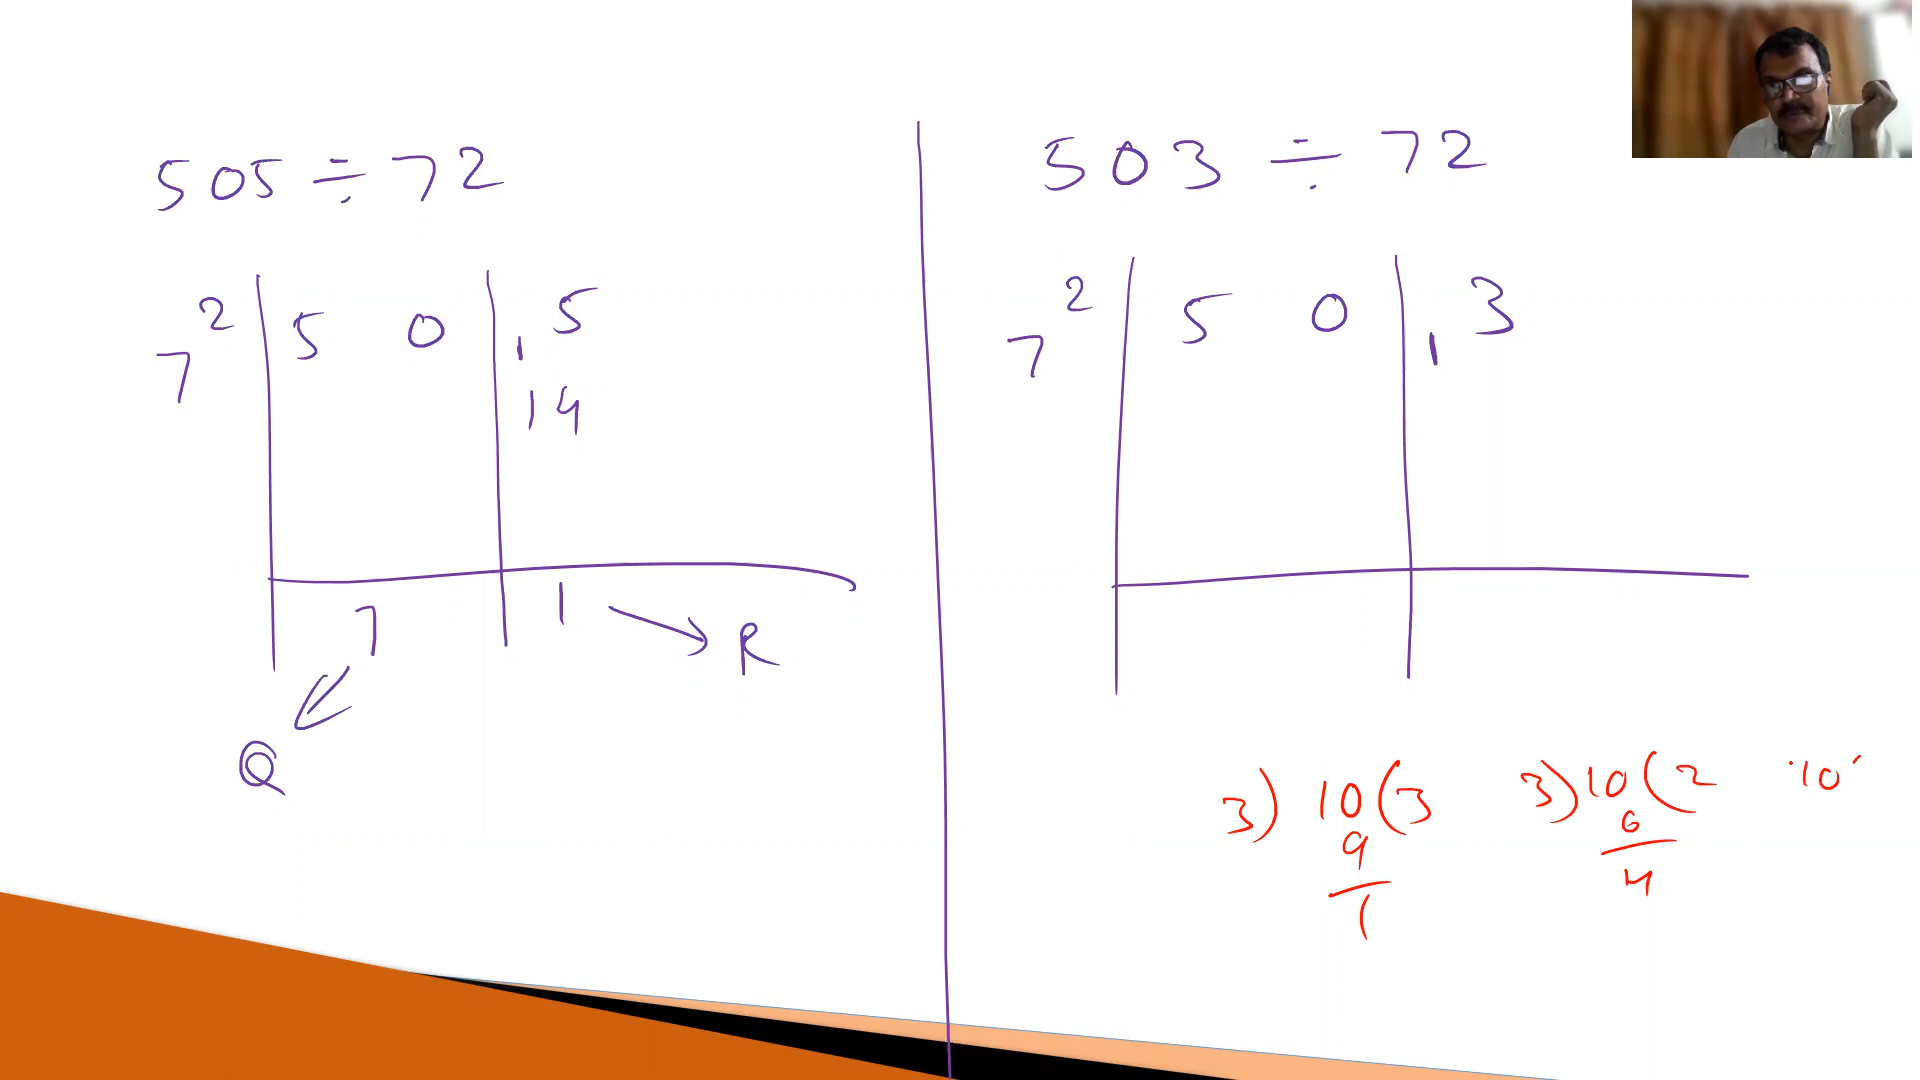 505 ÷ 72
7 2 5 0 1 5
14
7 1 → R
Q
503 ÷ 72
7 2 5 0 1 3
3) 10 (3
9
1
3) 10 (2
6
4
10